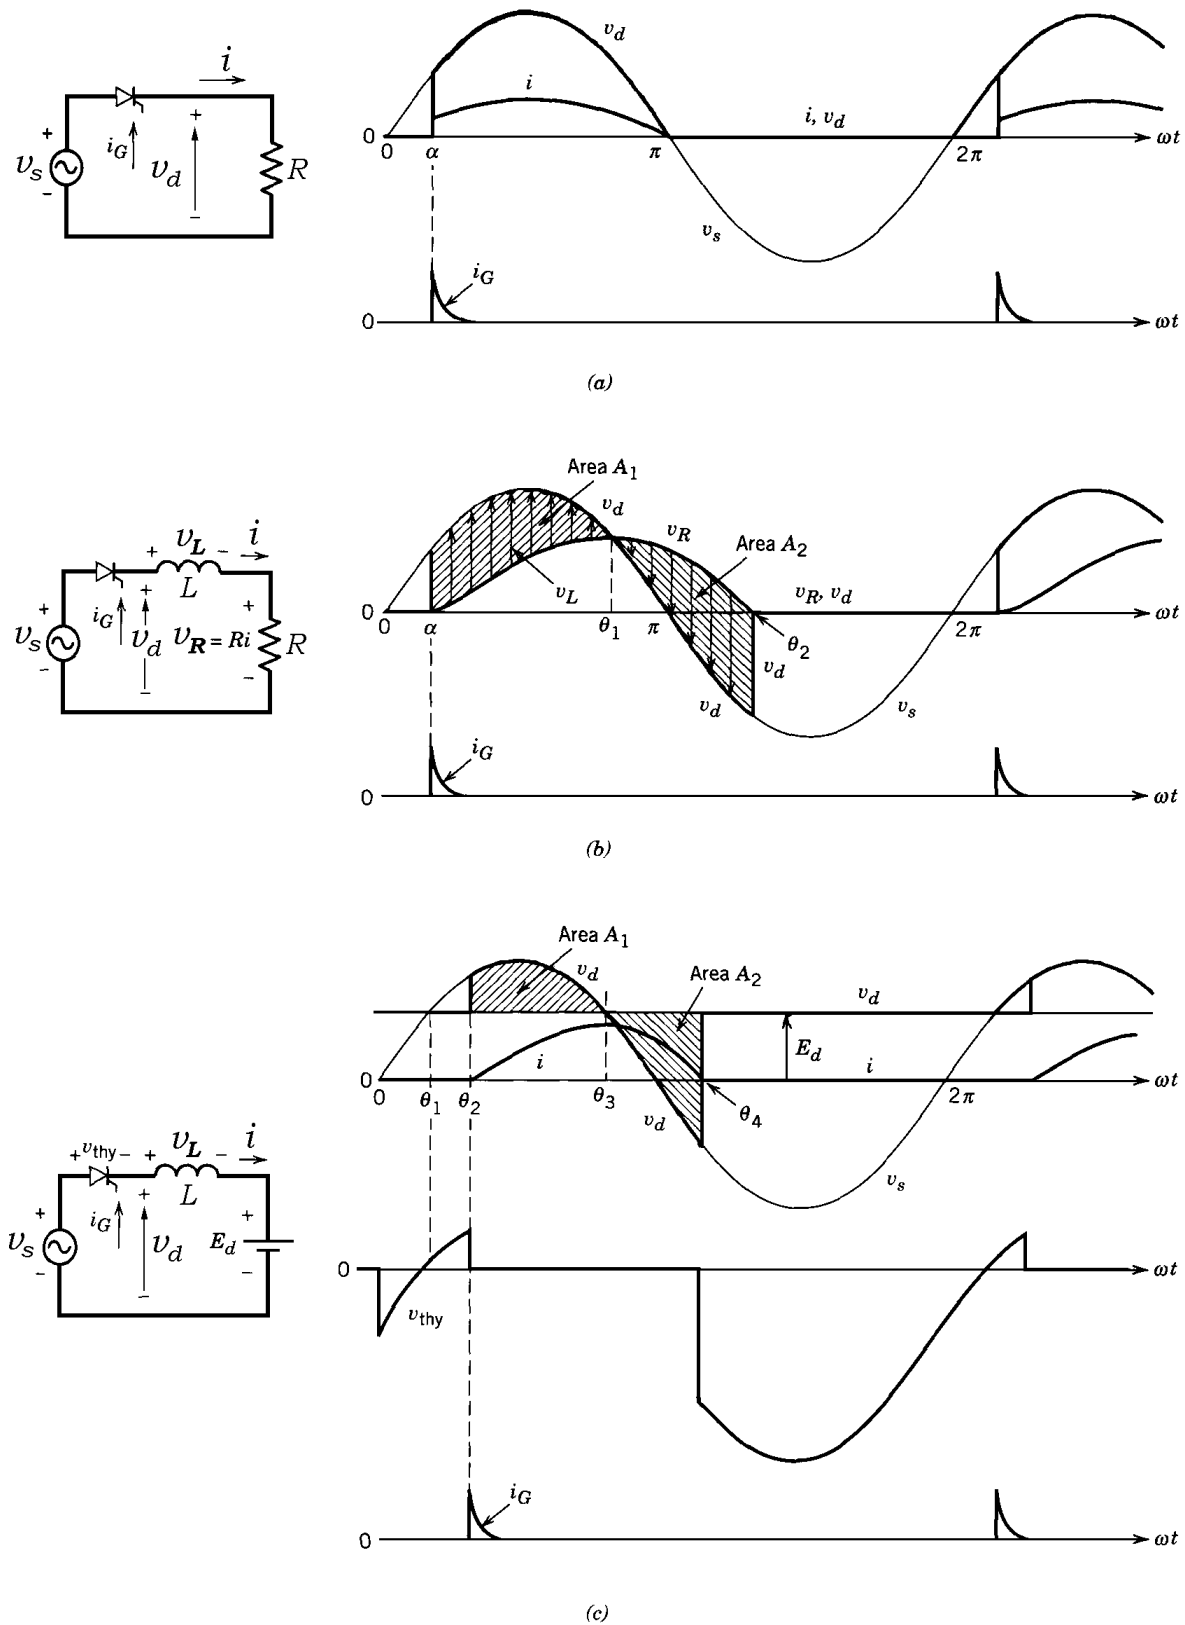 v_d
i
i
i, v_d
+ i_G + v_s v_d R
0 0 α π 2π ωt
- -
v_s
i_G
0 ωt
(a)
Area A_1
v_d
v_R
Area A_2
+ v_L - i
L
v_L
v_R, v_d
+ i_G + +
v_s v_d v_R = Ri R
- - -
0 0 α θ_1 π θ_2 2π ωt
v_d
v_d
v_s
i_G
0 ωt
(b)
Area A_1
v_d
Area A_2
v_d
E_d
i
i
0 0 θ_1 θ_2 θ_3 θ_4 2π ωt
v_d
+ v_thy - + v_L - i
L
v_s
+ i_G + +
v_s v_d E_d
- - -
0 ωt
v_thy
i_G
0 ωt
(c)